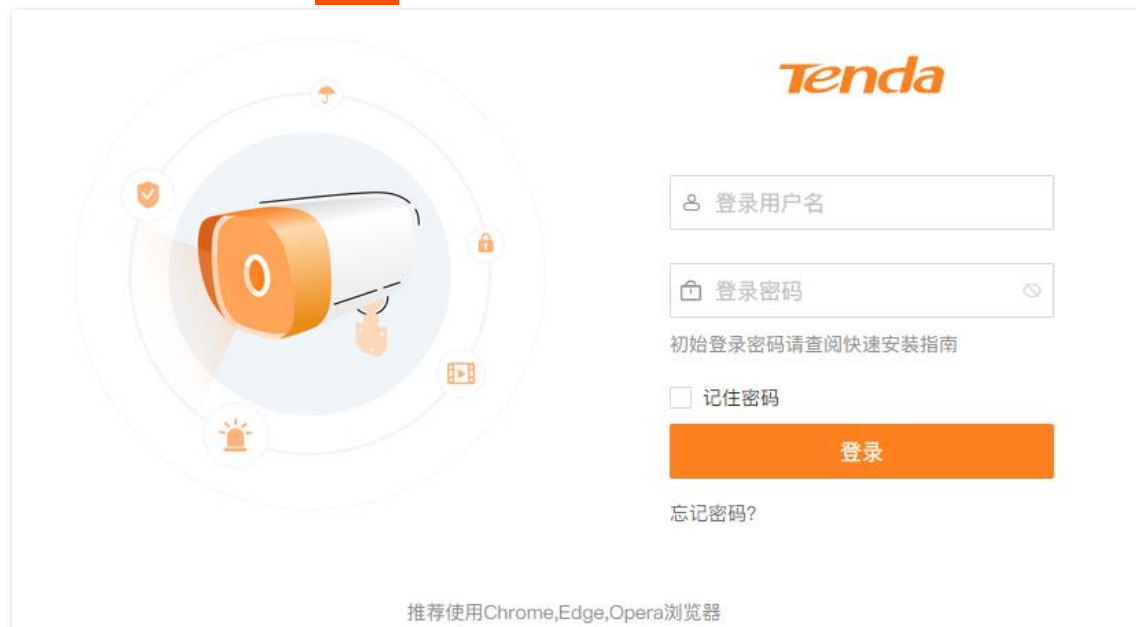 Tenda
登录用户名
登录密码
初始登录密码请查阅快速安装指南
记住密码
登录
忘记密码?
推荐使用Chrome,Edge,Opera浏览器